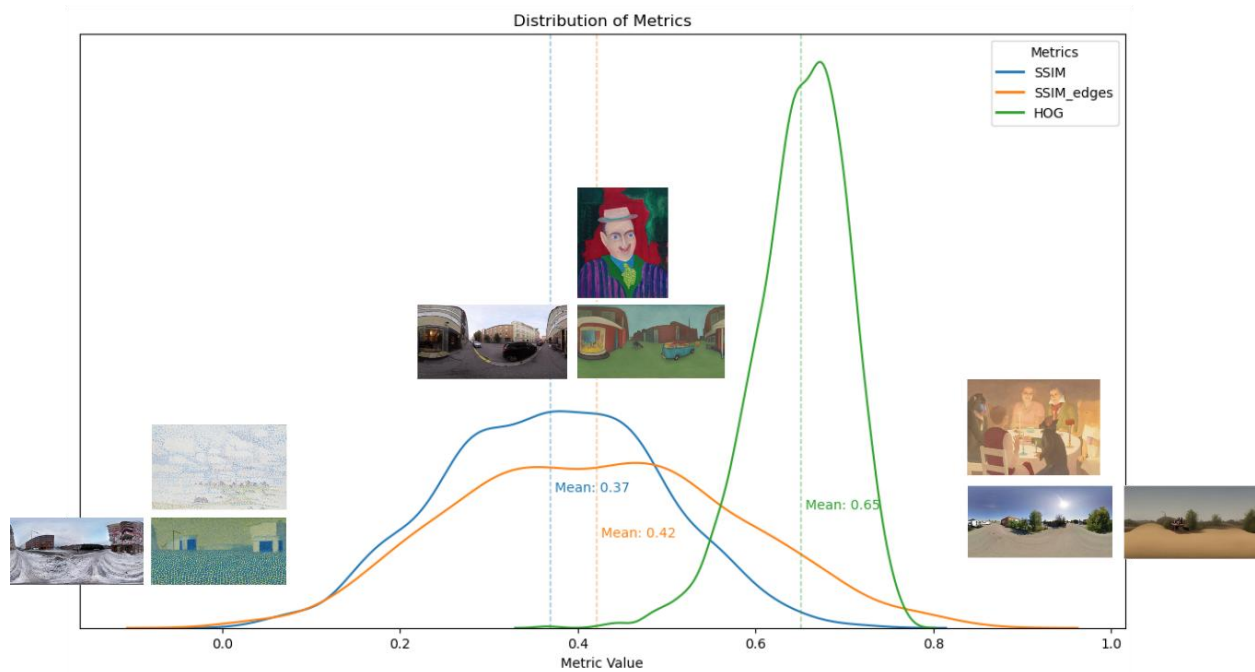 Distribution of Metrics
Metrics
SSIM
SSIM_edges
HOG
Mean: 0.37
Mean: 0.65
Mean: 0.42
0.0 0.2 0.4 0.6 0.8 1.0
Metric Value